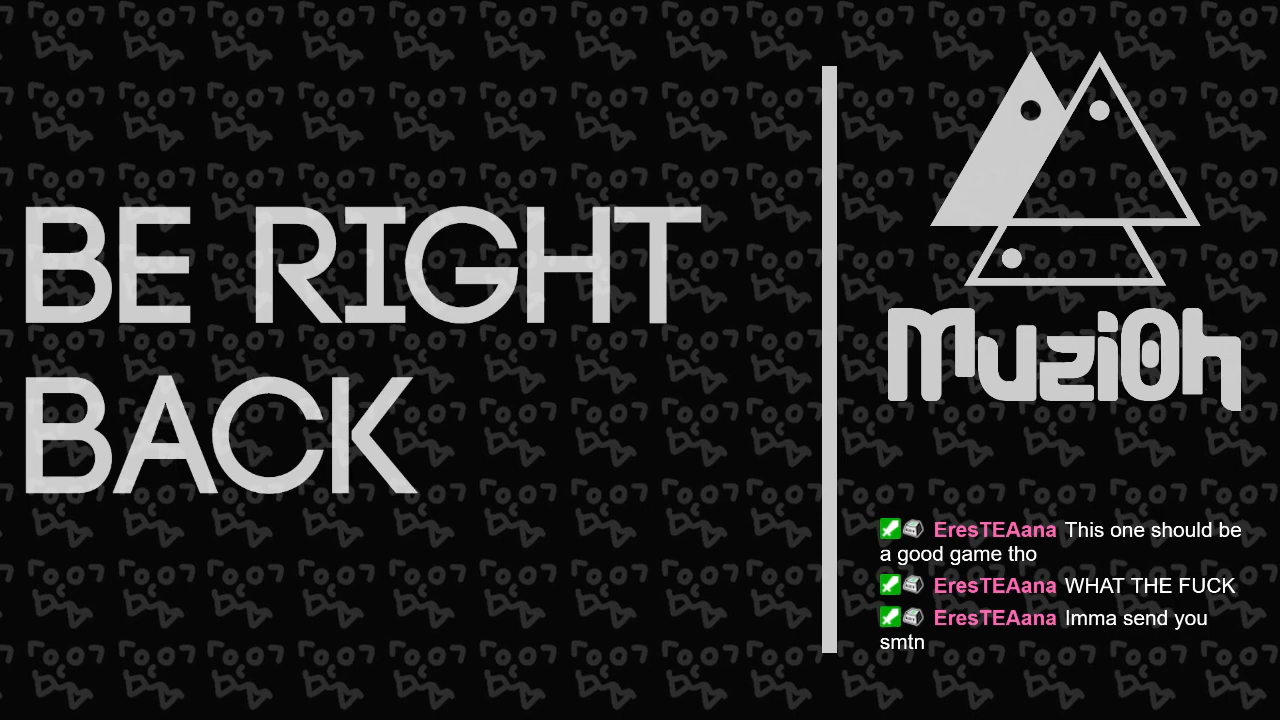 BE RIGHT
BACK
Muzi0h
EresTEAana This one should be
a good game tho
EresTEAana WHAT THE FUCK
EresTEAana Imma send you
smtn